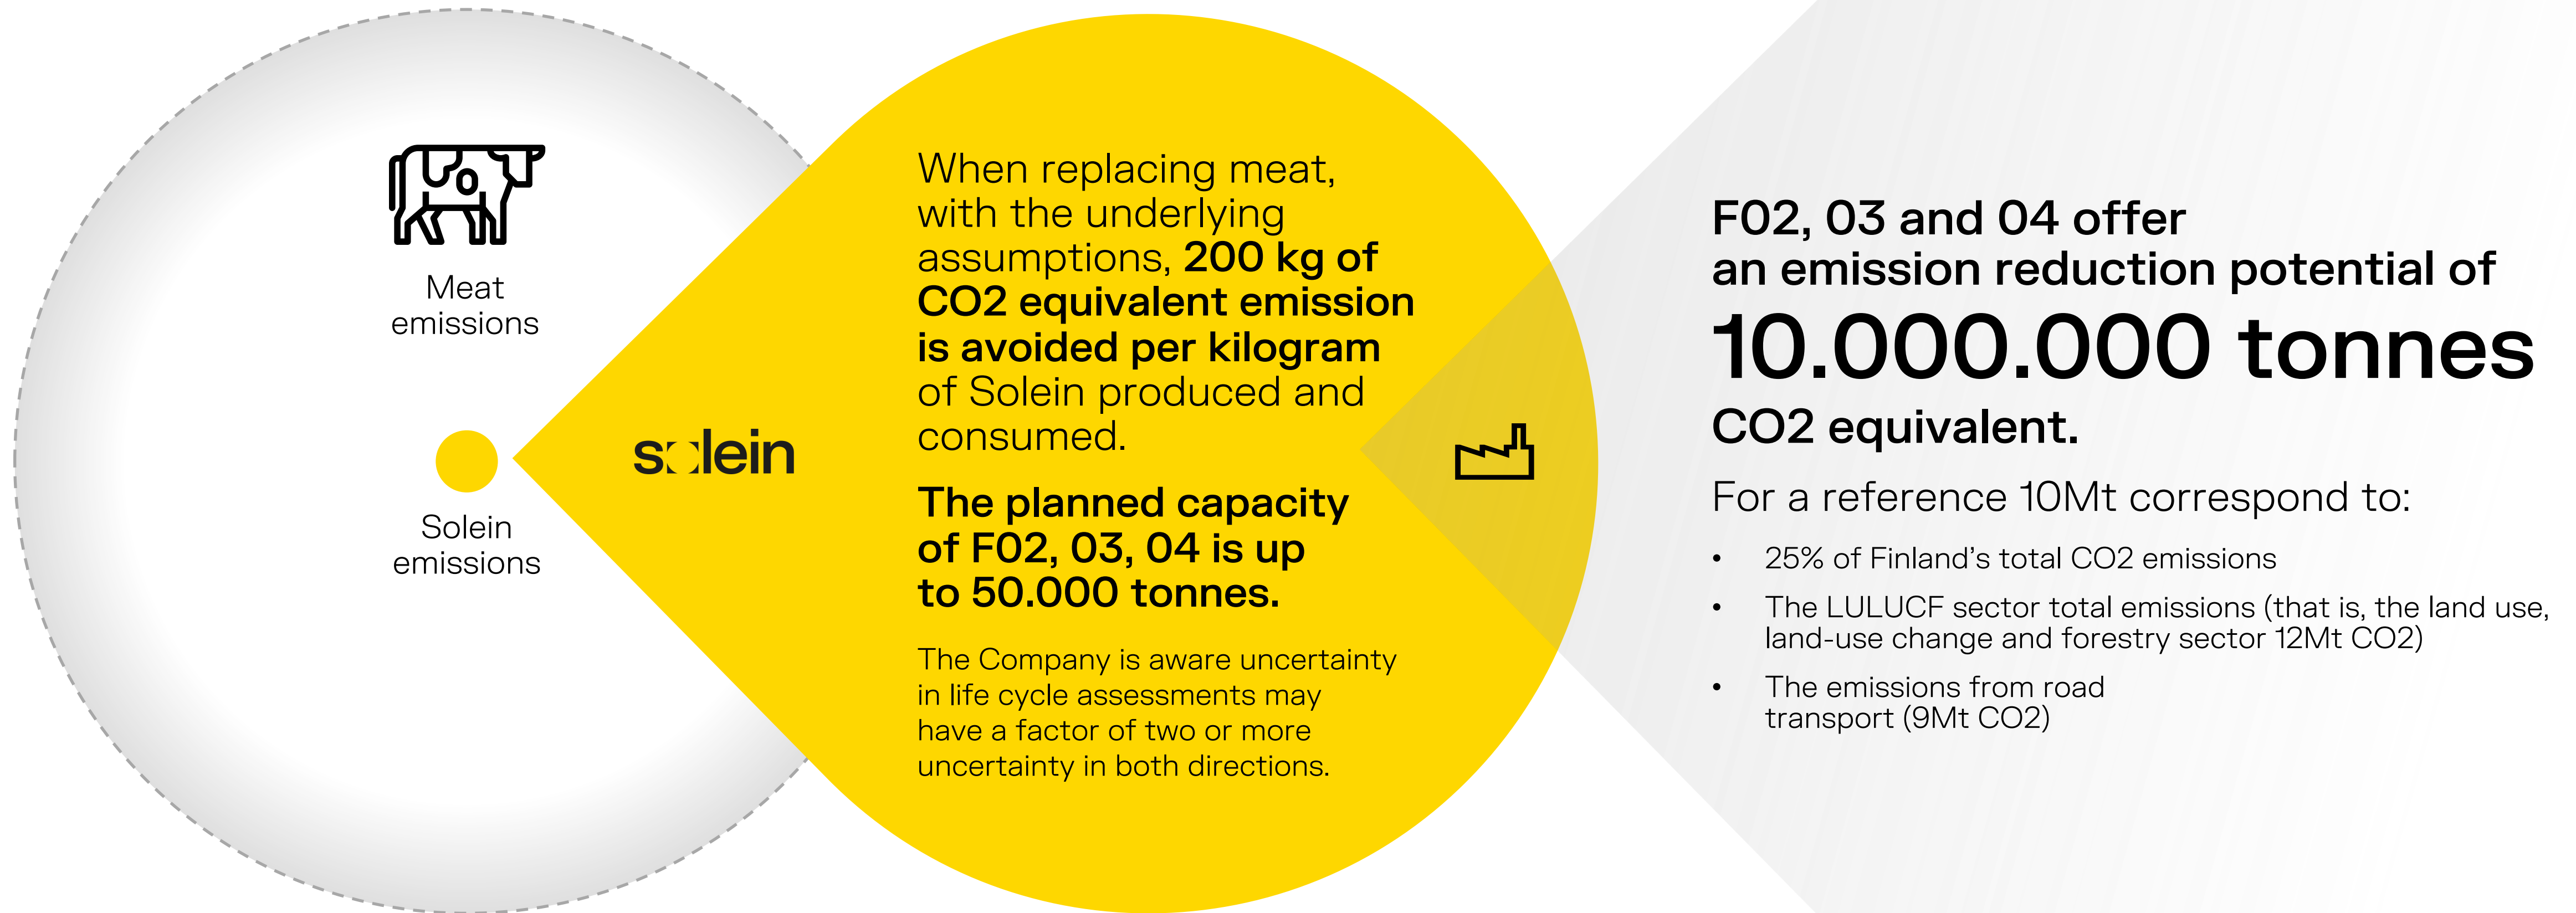 Meat
emissions
Solein
emissions
solein
When replacing meat,
with the underlying
assumptions, 200 kg of
CO2 equivalent emission
is avoided per kilogram
of Solein produced and
consumed.
The planned capacity
of F02, 03, 04 is up
to 50.000 tonnes.
The Company is aware uncertainty
in life cycle assessments may
have a factor of two or more
uncertainty in both directions.
F02, 03 and 04 offer
an emission reduction potential of
10.000.000 tonnes
CO2 equivalent.
For a reference 10Mt correspond to:
• 25% of Finland's total CO2 emissions
• The LULUCF sector total emissions (that is, the land use,
land-use change and forestry sector 12Mt CO2)
• The emissions from road
transport (9Mt CO2)